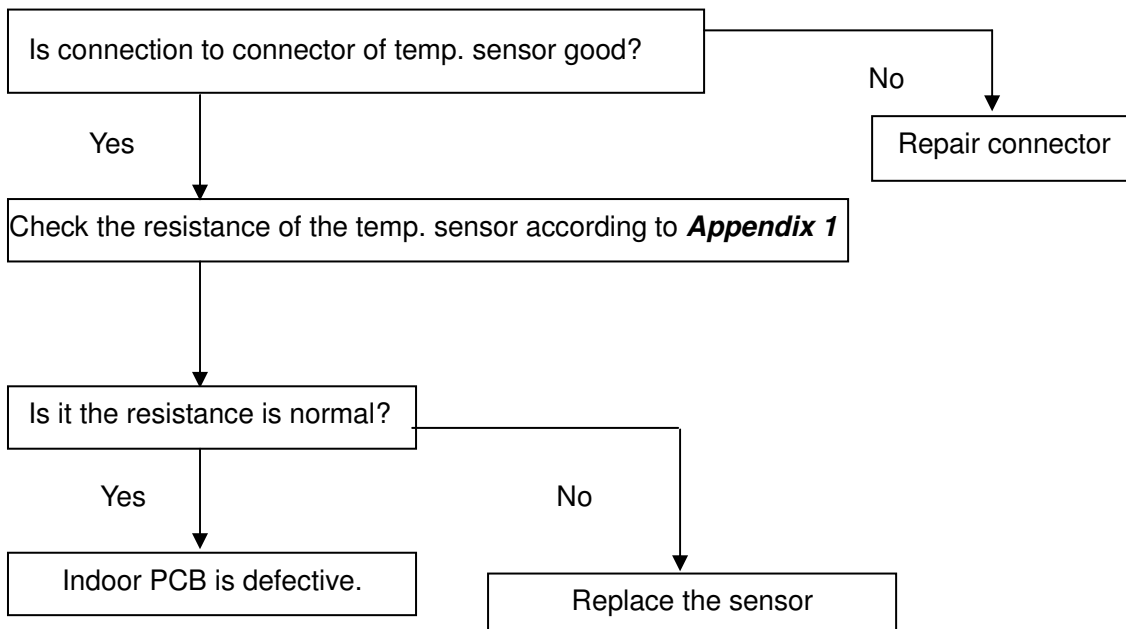 Is connection to connector of temp. sensor good?
No
Yes
Repair connector
Check the resistance of the temp. sensor according to Appendix 1
Is it the resistance is normal?
Yes
No
Indoor PCB is defective.
Replace the sensor